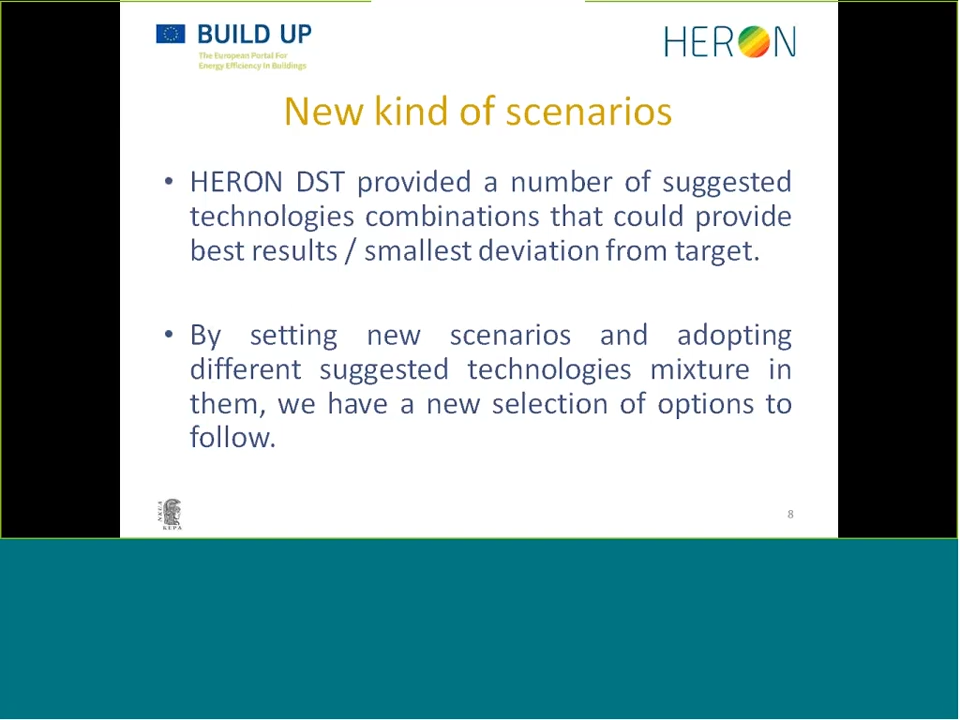 BUILD UP
The European Portal For
Energy Efficiency in Buildings
HERON
New kind of scenarios
• HERON DST provided a number of suggested
technologies combinations that could provide
best results / smallest deviation from target.
• By setting new scenarios and adopting
different suggested technologies mixture in
them, we have a new selection of options to
follow.
8